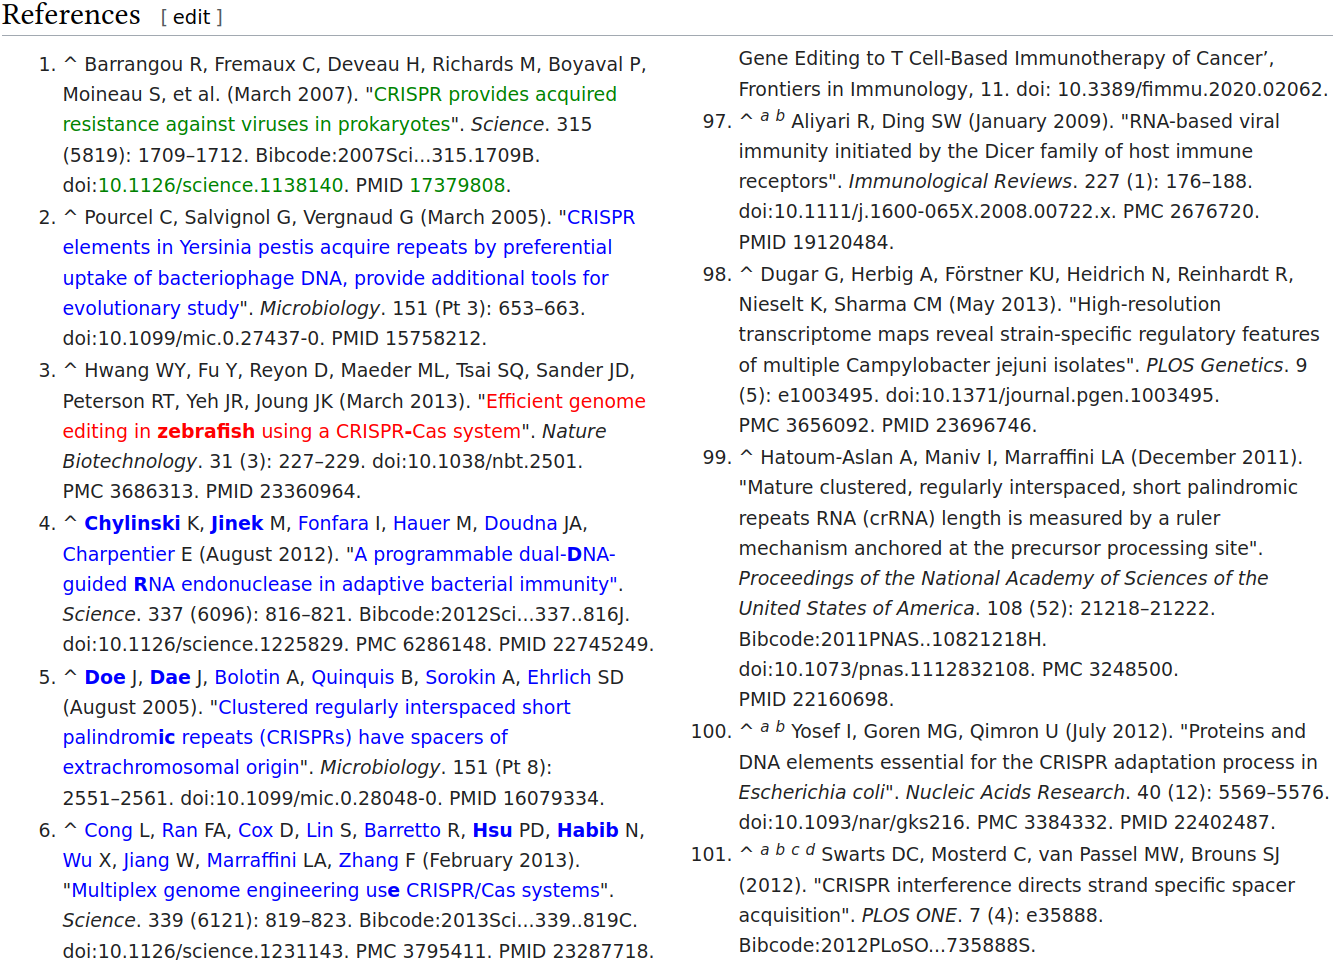 References [ edit ]
1. ^ Barrangou R, Fremaux C, Deveau H, Richards M, Boyaval P,
Moineau S, et al. (March 2007). "CRISPR provides acquired
resistance against viruses in prokaryotes". Science. 315
(5819): 1709–1712. Bibcode:2007Sci...315.1709B.
doi:10.1126/science.1138140. PMID 17379808.
2. ^ Pourcel C, Salvignol G, Vergnaud G (March 2005). "CRISPR
elements in Yersinia pestis acquire repeats by preferential
uptake of bacteriophage DNA, provide additional tools for
evolutionary study". Microbiology. 151 (Pt 3): 653–663.
doi:10.1099/mic.0.27437-0. PMID 15758212.
3. ^ Hwang WY, Fu Y, Reyon D, Maeder ML, Tsai SQ, Sander JD,
Peterson RT, Yeh JR, Joung JK (March 2013). "Efficient genome
editing in zebrafish using a CRISPR-Cas system". Nature
Biotechnology. 31 (3): 227–229. doi:10.1038/nbt.2501.
PMC 3686313. PMID 23360964.
4. ^ Chylinski K, Jinek M, Fonfara I, Hauer M, Doudna JA,
Charpentier E (August 2012). "A programmable dual-DNA-
guided RNA endonuclease in adaptive bacterial immunity".
Science. 337 (6096): 816–821. Bibcode:2012Sci...337..816J.
doi:10.1126/science.1225829. PMC 6286148. PMID 22745249.
5. ^ Doe J, Dae J, Bolotin A, Quinquis B, Sorokin A, Ehrlich SD
(August 2005). "Clustered regularly interspaced short
palindromic repeats (CRISPRs) have spacers of
extrachromosomal origin". Microbiology. 151 (Pt 8):
2551–2561. doi:10.1099/mic.0.28048-0. PMID 16079334.
6. ^ Cong L, Ran FA, Cox D, Lin S, Barretto R, Hsu PD, Habib N,
Wu X, Jiang W, Marraffini LA, Zhang F (February 2013).
"Multiplex genome engineering use CRISPR/Cas systems".
Science. 339 (6121): 819–823. Bibcode:2013Sci...339..819C.
doi:10.1126/science.1231143. PMC 3795411. PMID 23287718.
Gene Editing to T Cell-Based Immunotherapy of Cancer’,
Frontiers in Immunology, 11. doi: 10.3389/fimmu.2020.02062.
97. ^ a b Aliyari R, Ding SW (January 2009). "RNA-based viral
immunity initiated by the Dicer family of host immune
receptors". Immunological Reviews. 227 (1): 176–188.
doi:10.1111/j.1600-065X.2008.00722.x. PMC 2676720.
PMID 19120484.
98. ^ Dugar G, Herbig A, Förstner KU, Heidrich N, Reinhardt R,
Nieselt K, Sharma CM (May 2013). "High-resolution
transcriptome maps reveal strain-specific regulatory features
of multiple Campylobacter jejuni isolates". PLOS Genetics. 9
(5): e1003495. doi:10.1371/journal.pgen.1003495.
PMC 3656092. PMID 23696746.
99. ^ Hatoum-Aslan A, Maniv I, Marraffini LA (December 2011).
"Mature clustered, regularly interspaced, short palindromic
repeats RNA (crRNA) length is measured by a ruler
mechanism anchored at the precursor processing site".
Proceedings of the National Academy of Sciences of the
United States of America. 108 (52): 21218–21222.
Bibcode:2011PNAS..10821218H.
doi:10.1073/pnas.1112832108. PMC 3248500.
PMID 22160698.
100. ^ a b Yosef I, Goren MG, Qimron U (July 2012). "Proteins and
DNA elements essential for the CRISPR adaptation process in
Escherichia coli". Nucleic Acids Research. 40 (12): 5569–5576.
doi:10.1093/nar/gks216. PMC 3384332. PMID 22402487.
101. ^ a b c d Swarts DC, Mosterd C, van Passel MW, Brouns SJ
(2012). "CRISPR interference directs strand specific spacer
acquisition". PLOS ONE. 7 (4): e35888.
Bibcode:2012PLoSO...735888S.